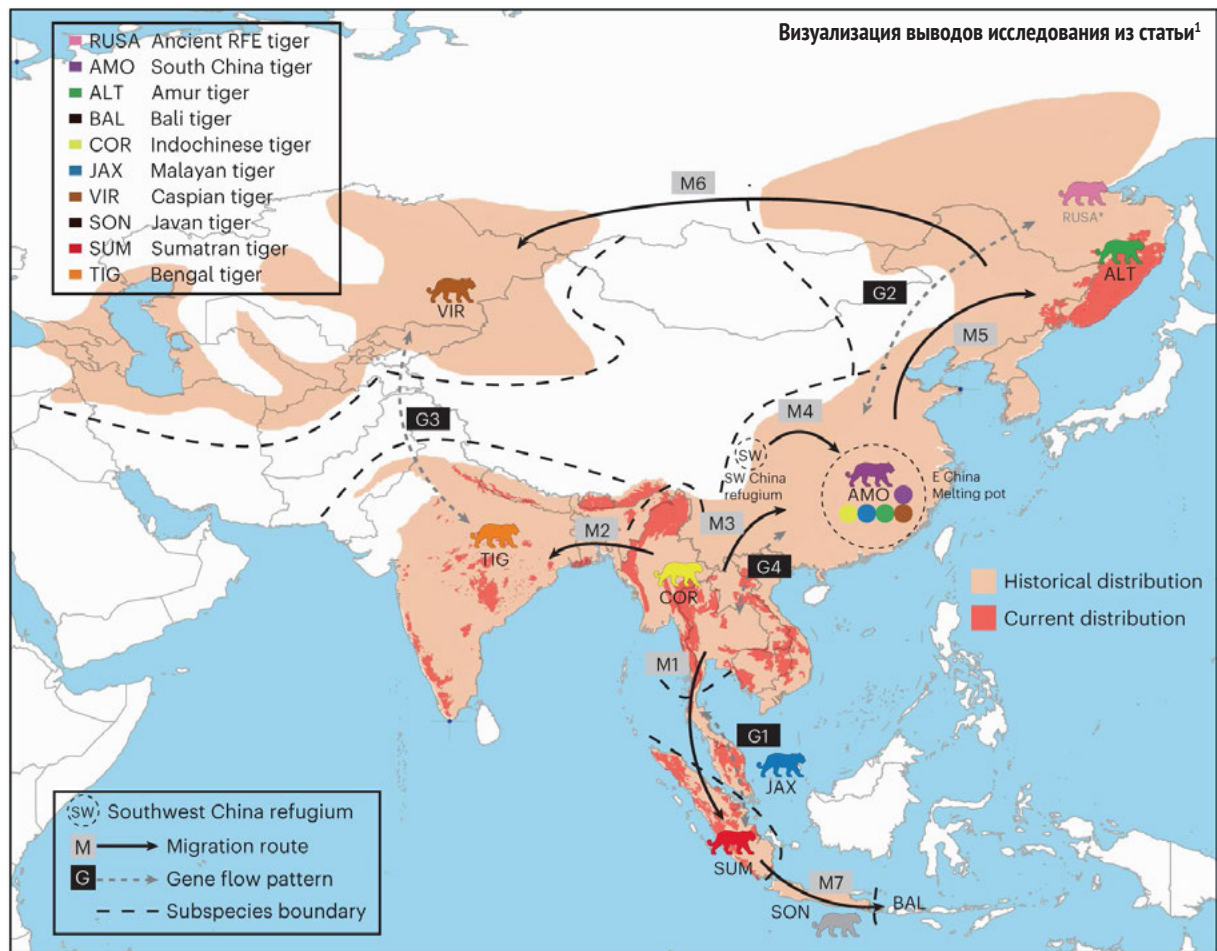 Визуализация выводов исследования из статьи¹
RUSA Ancient RFE tiger
AMO South China tiger
ALT Amur tiger
BAL Bali tiger
COR Indochinese tiger
JAX Malayan tiger
VIR Caspian tiger
SON Javan tiger
SUM Sumatran tiger
TIG Bengal tiger
M6
RUSA*
ALT
VIR
G2
M5
G3
M4
SW
SW China
refugium
AMO
E China
Melting pot
M3
M2
TIG
G4
COR
Historical distribution
Current distribution
M1
G1
JAX
SUM
M7
SON
BAL
SW Southwest China refugium
M Migration route
G Gene flow pattern
Subspecies boundary